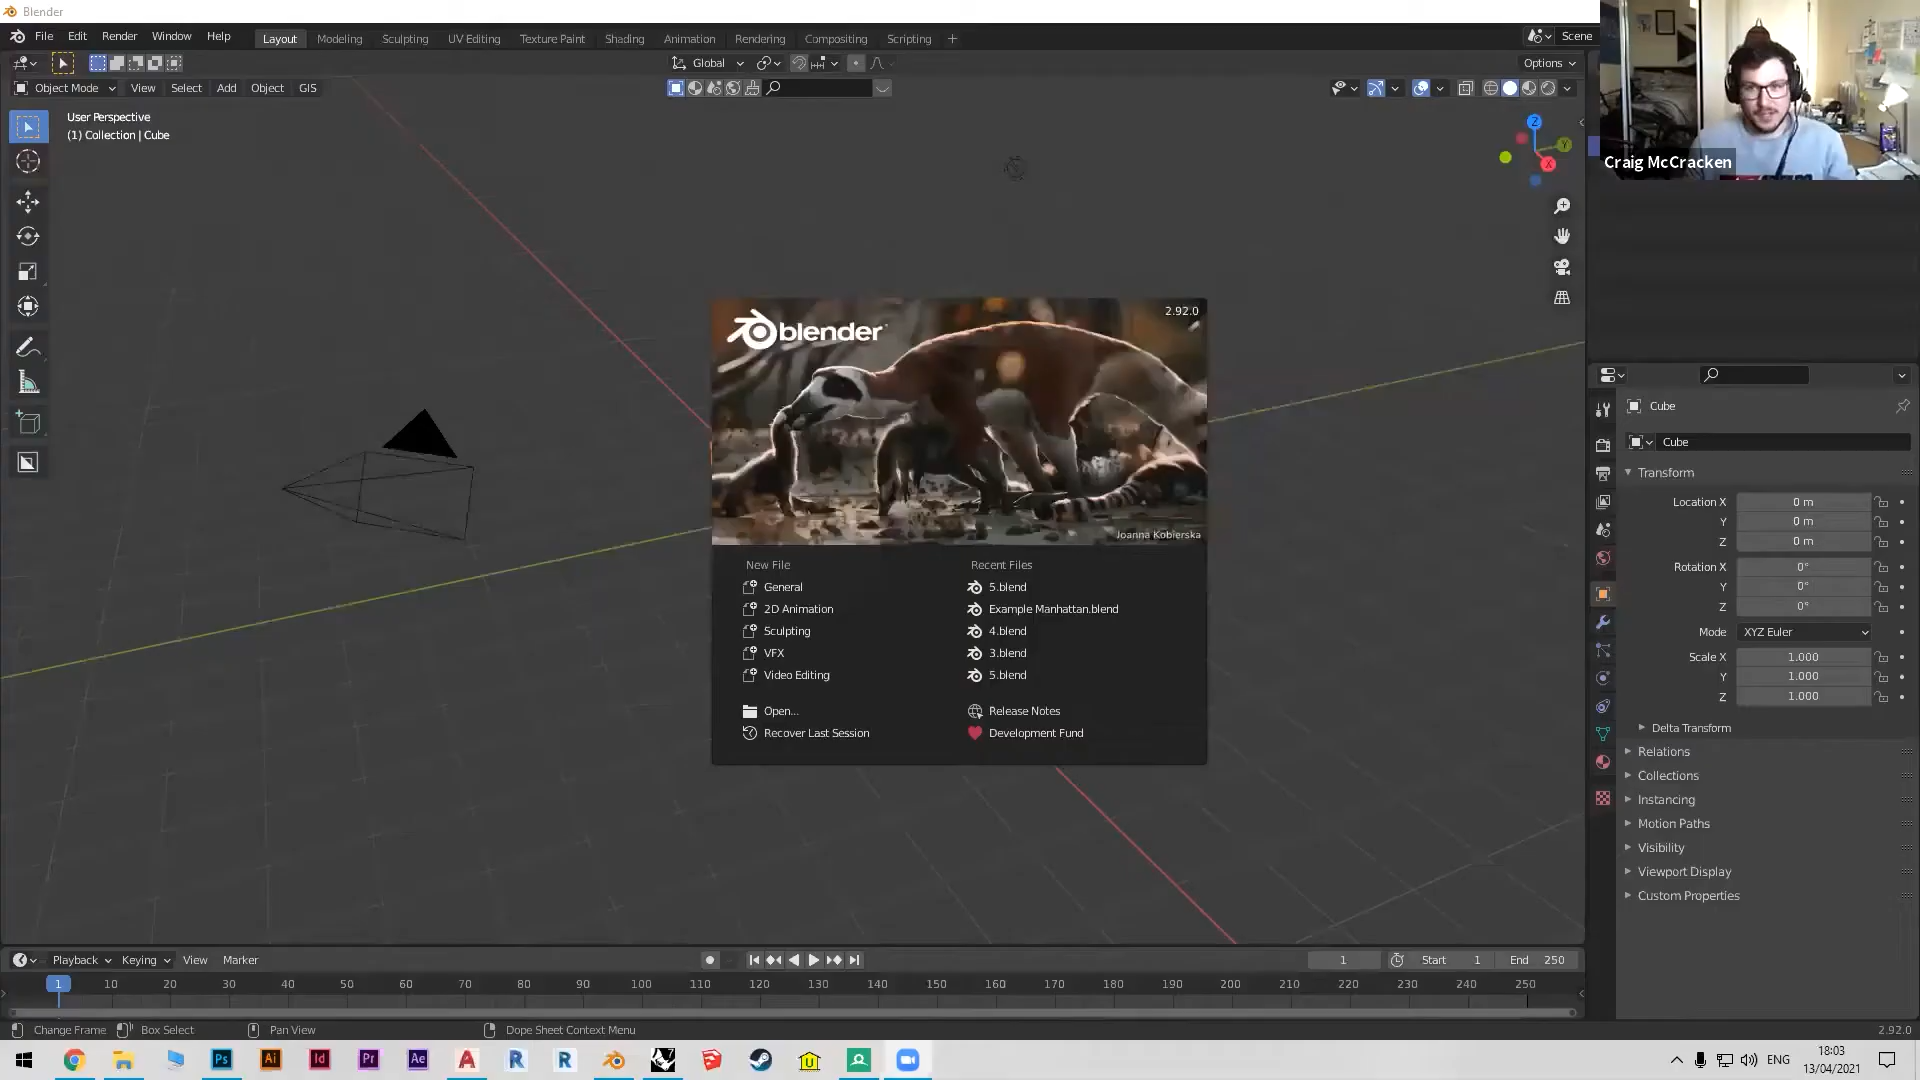 Blender
File Edit Render Window Help Layout Modeling Sculpting UV Editing Texture Paint Shading Animation Rendering Compositing Scripting + Scene
Global Options
Object Mode View Select Add Object GIS
User Perspective
(1) Collection | Cube
Z
Y
X
Craig McCracken
blender
2.92.0
Joanna Kobierska
New File
General
2D Animation
Sculpting
VFX
Video Editing
Open...
Recover Last Session
Recent Files
5.blend
Example Manhattan.blend
4.blend
3.blend
5.blend
Release Notes
Development Fund
Cube
Cube
Transform
Location X 0 m
Y 0 m
Z 0 m
Rotation X 0°
Y 0°
Z 0°
Mode XYZ Euler
Scale X 1.000
Y 1.000
Z 1.000
Delta Transform
Relations
Collections
Instancing
Motion Paths
Visibility
Viewport Display
Custom Properties
Playback Keying View Marker 1 Start 1 End 250
1 10 20 30 40 50 60 70 80 90 100 110 120 130 140 150 160 170 180 190 200 210 220 230 240 250
Change Frame Box Select Pan View Dope Sheet Context Menu 2.92.0
Ps Ai Id Pr Ae A R R U ENG 18:03
13/04/2021